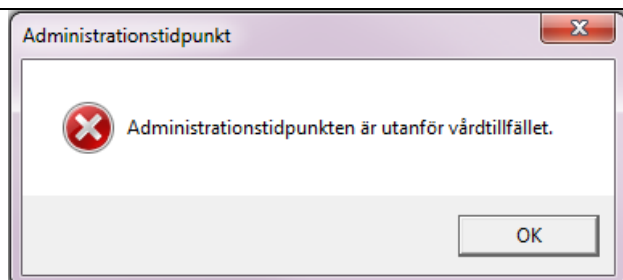 Administrationstidpunkt
Administrationstidpunkten är utanför vårdtillfället.
OK